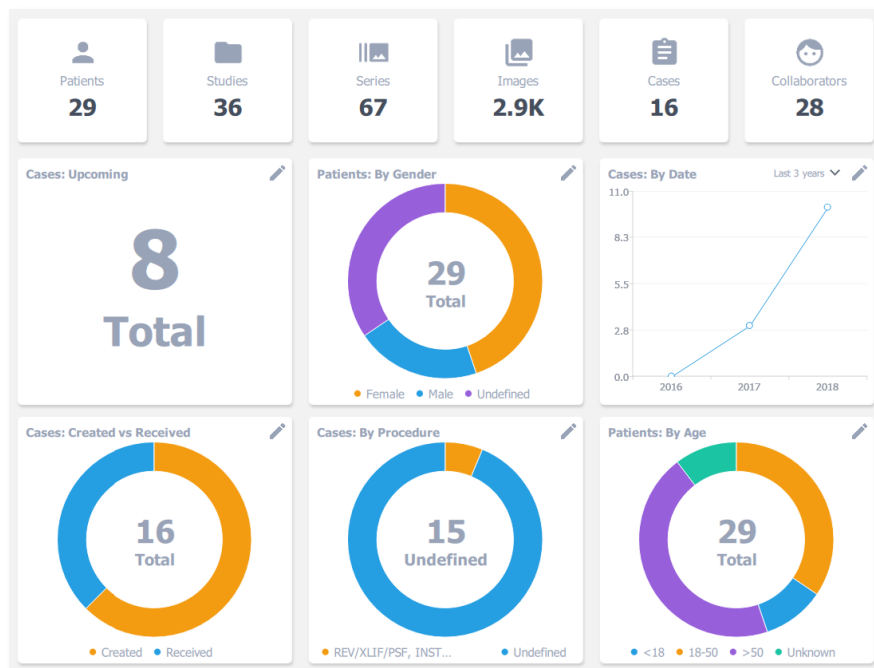 Patients
29
Studies
36
Series
67
Images
2.9K
Cases
16
Collaborators
28
Cases: Upcoming
8
Total
Patients: By Gender
29
Total
Female Male Undefined
Cases: By Date
Last 3 years
11.0
8.3
5.5
2.8
0.0
2016 2017 2018
Cases: Created vs Received
16
Total
Created Received
Cases: By Procedure
15
Undefined
REV/XLIF/PSF, INST... Undefined
Patients: By Age
29
Total
<18 18-50 >50 Unknown